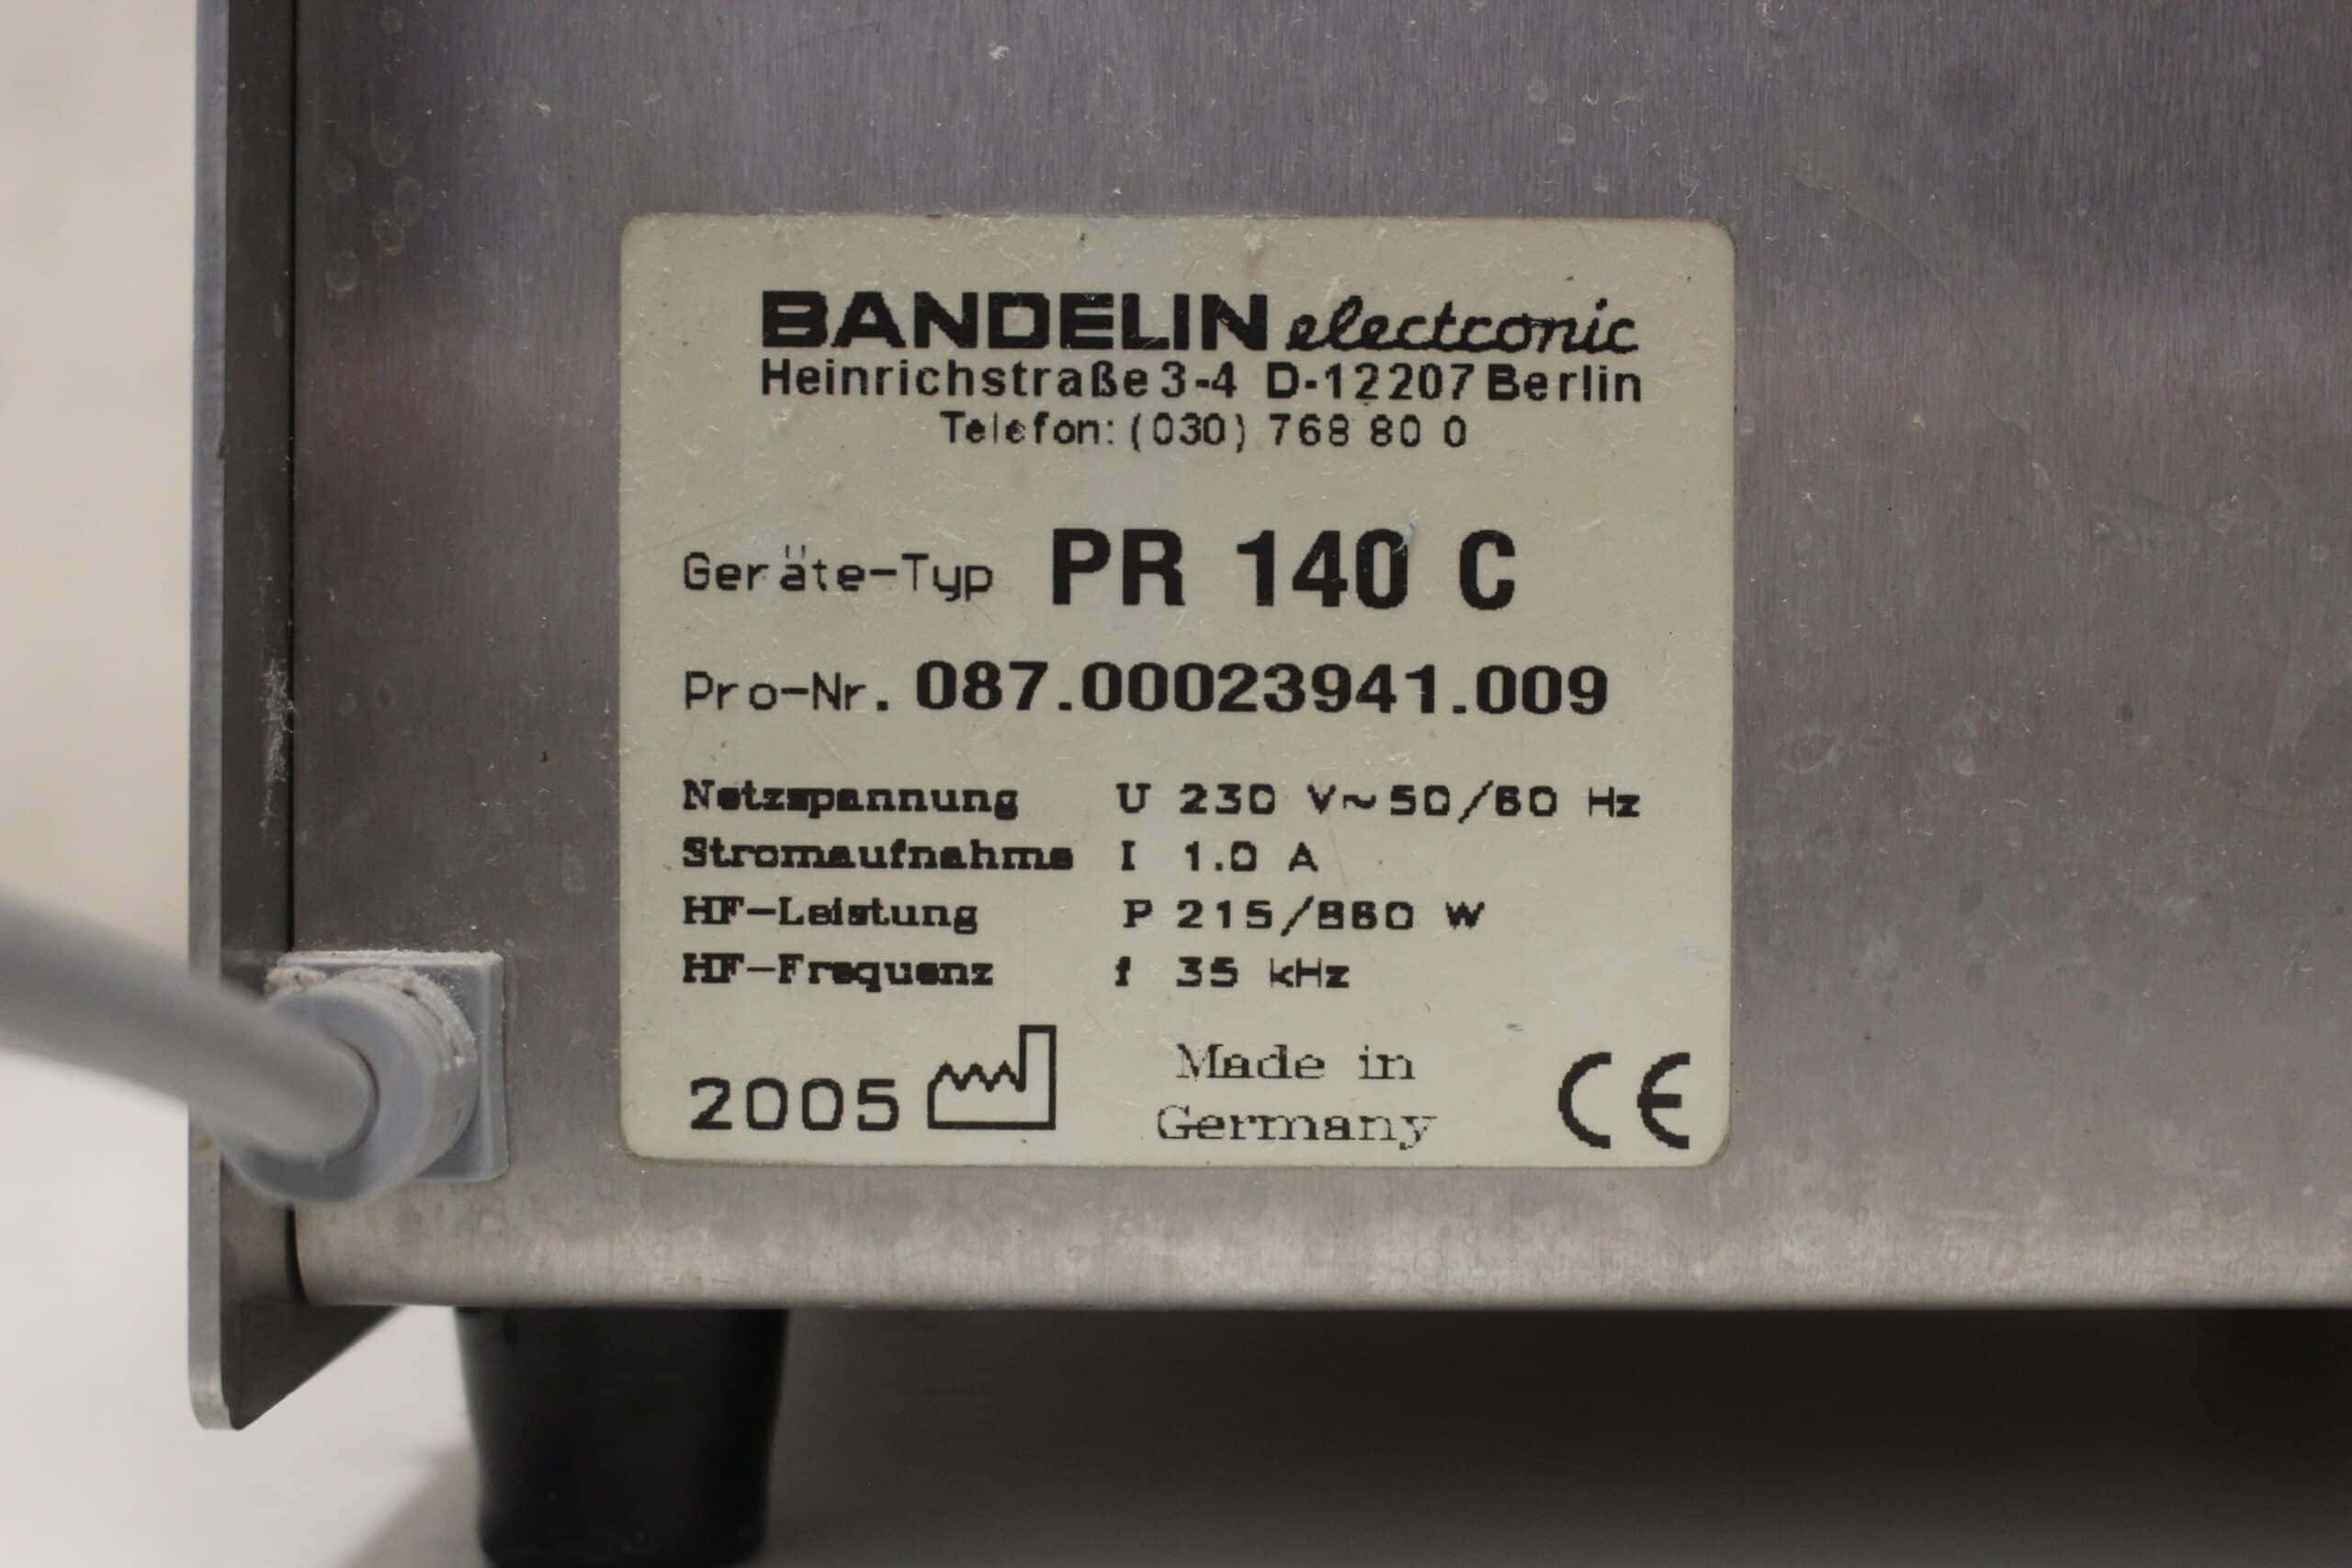 BANDELIN electronic
Heinrichstraße 3-4 D-12207 Berlin
Telefon: (030) 768 80 0
Geräte-Typ PR 140 C
Pro-Nr. 087.00023941.009
Netzspannung U 230 V~50/60 Hz
Stromaufnahme I 1.0 A
HF-Leistung P 215/860 W
HF-Frequenz f 35 kHz
2005 Made in
Germany CE